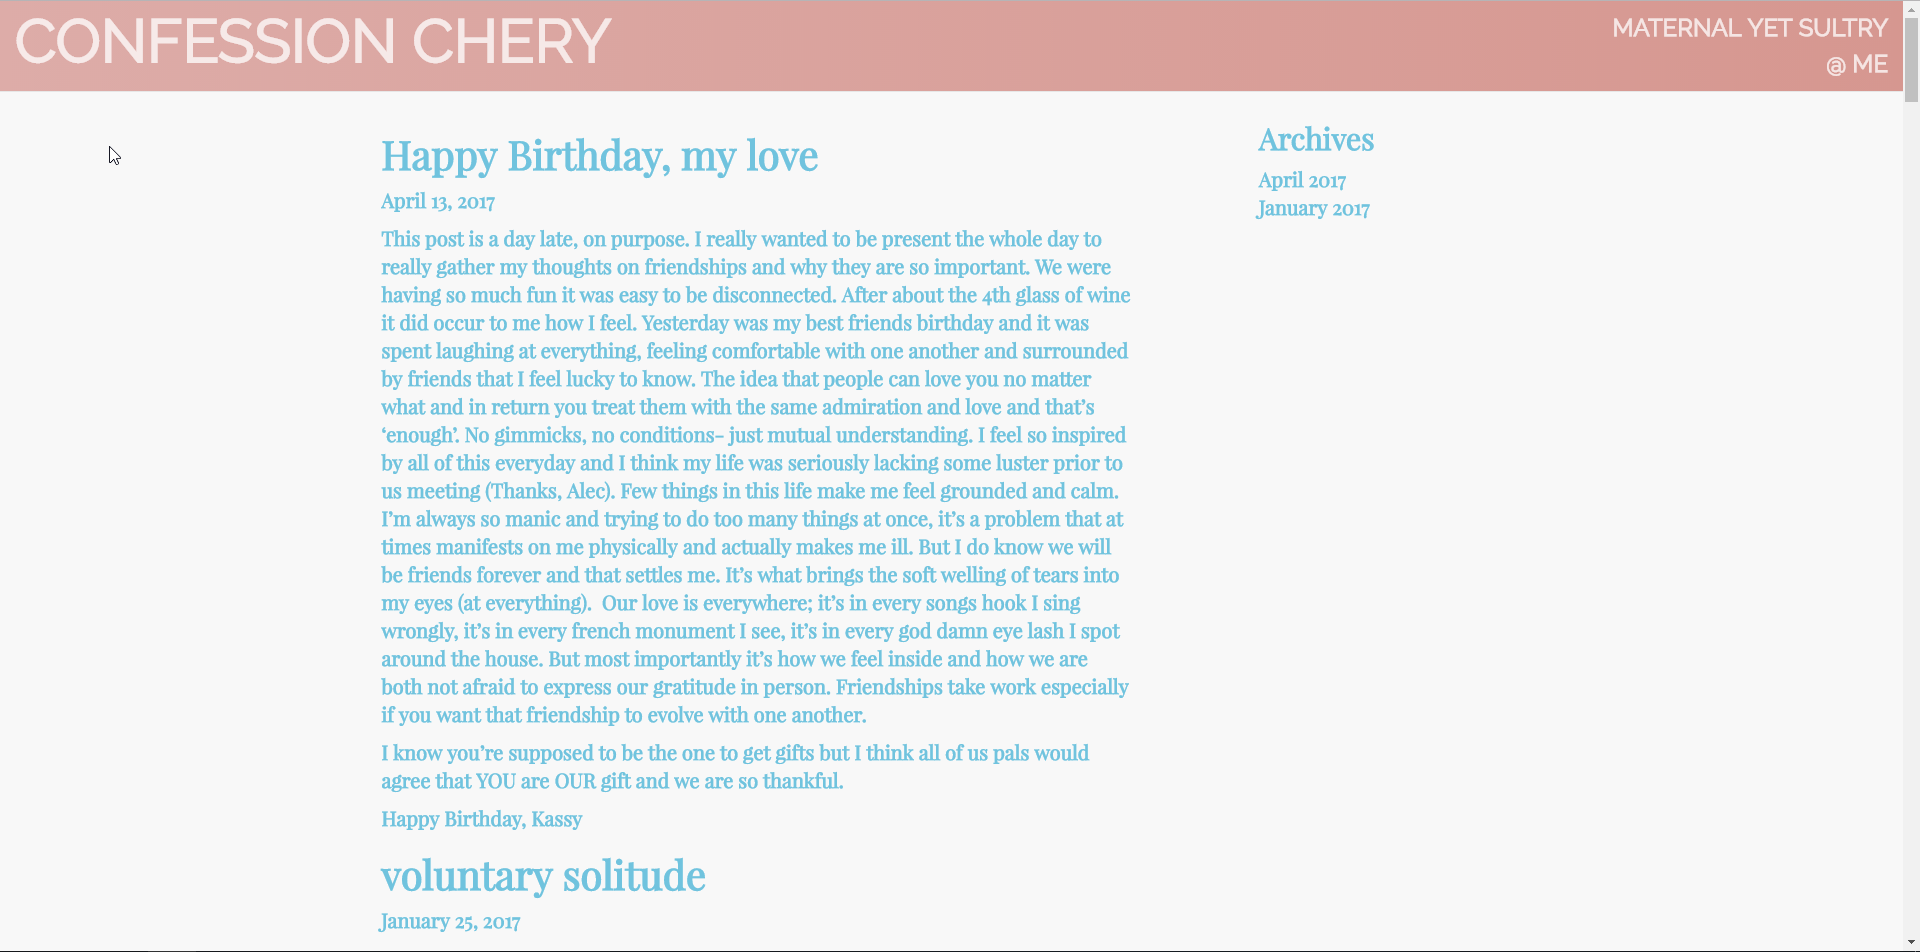 CONFESSION CHERY
MATERNAL YET SULTRY
@ ME
Happy Birthday, my love
April 13, 2017
This post is a day late, on purpose. I really wanted to be present the whole day to
really gather my thoughts on friendships and why they are so important. We were
having so much fun it was easy to be disconnected. After about the 4th glass of wine
it did occur to me how I feel. Yesterday was my best friends birthday and it was
spent laughing at everything, feeling comfortable with one another and surrounded
by friends that I feel lucky to know. The idea that people can love you no matter
what and in return you treat them with the same admiration and love and that’s
‘enough’. No gimmicks, no conditions– just mutual understanding. I feel so inspired
by all of this everyday and I think my life was seriously lacking some luster prior to
us meeting (Thanks, Alec). Few things in this life make me feel grounded and calm.
I’m always so manic and trying to do too many things at once, it’s a problem that at
times manifests on me physically and actually makes me ill. But I do know we will
be friends forever and that settles me. It’s what brings the soft welling of tears into
my eyes (at everything).  Our love is everywhere; it’s in every songs hook I sing
wrongly, it’s in every french monument I see, it’s in every god damn eye lash I spot
around the house. But most importantly it’s how we feel inside and how we are
both not afraid to express our gratitude in person. Friendships take work especially
if you want that friendship to evolve with one another.
I know you’re supposed to be the one to get gifts but I think all of us pals would
agree that YOU are OUR gift and we are so thankful.
Happy Birthday, Kassy
voluntary solitude
January 25, 2017
Archives
April 2017
January 2017